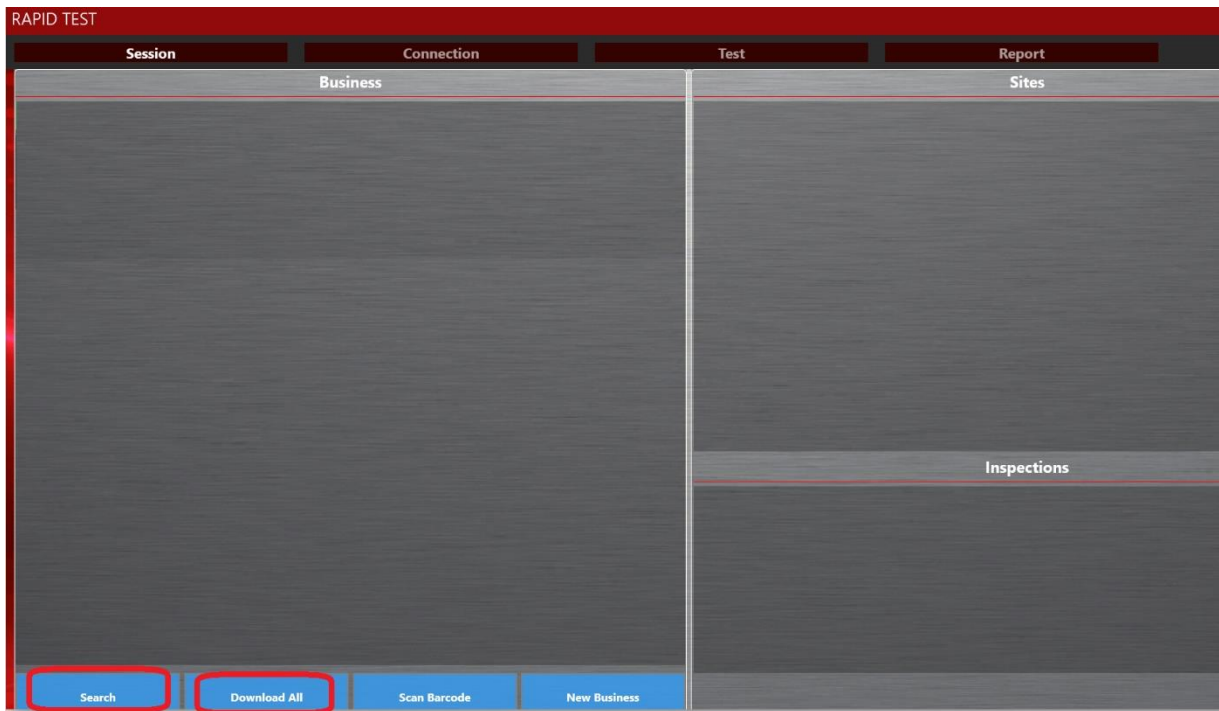 RAPID TEST
Session Connection Test Report
Business Sites
Inspections
Search Download All Scan Barcode New Business